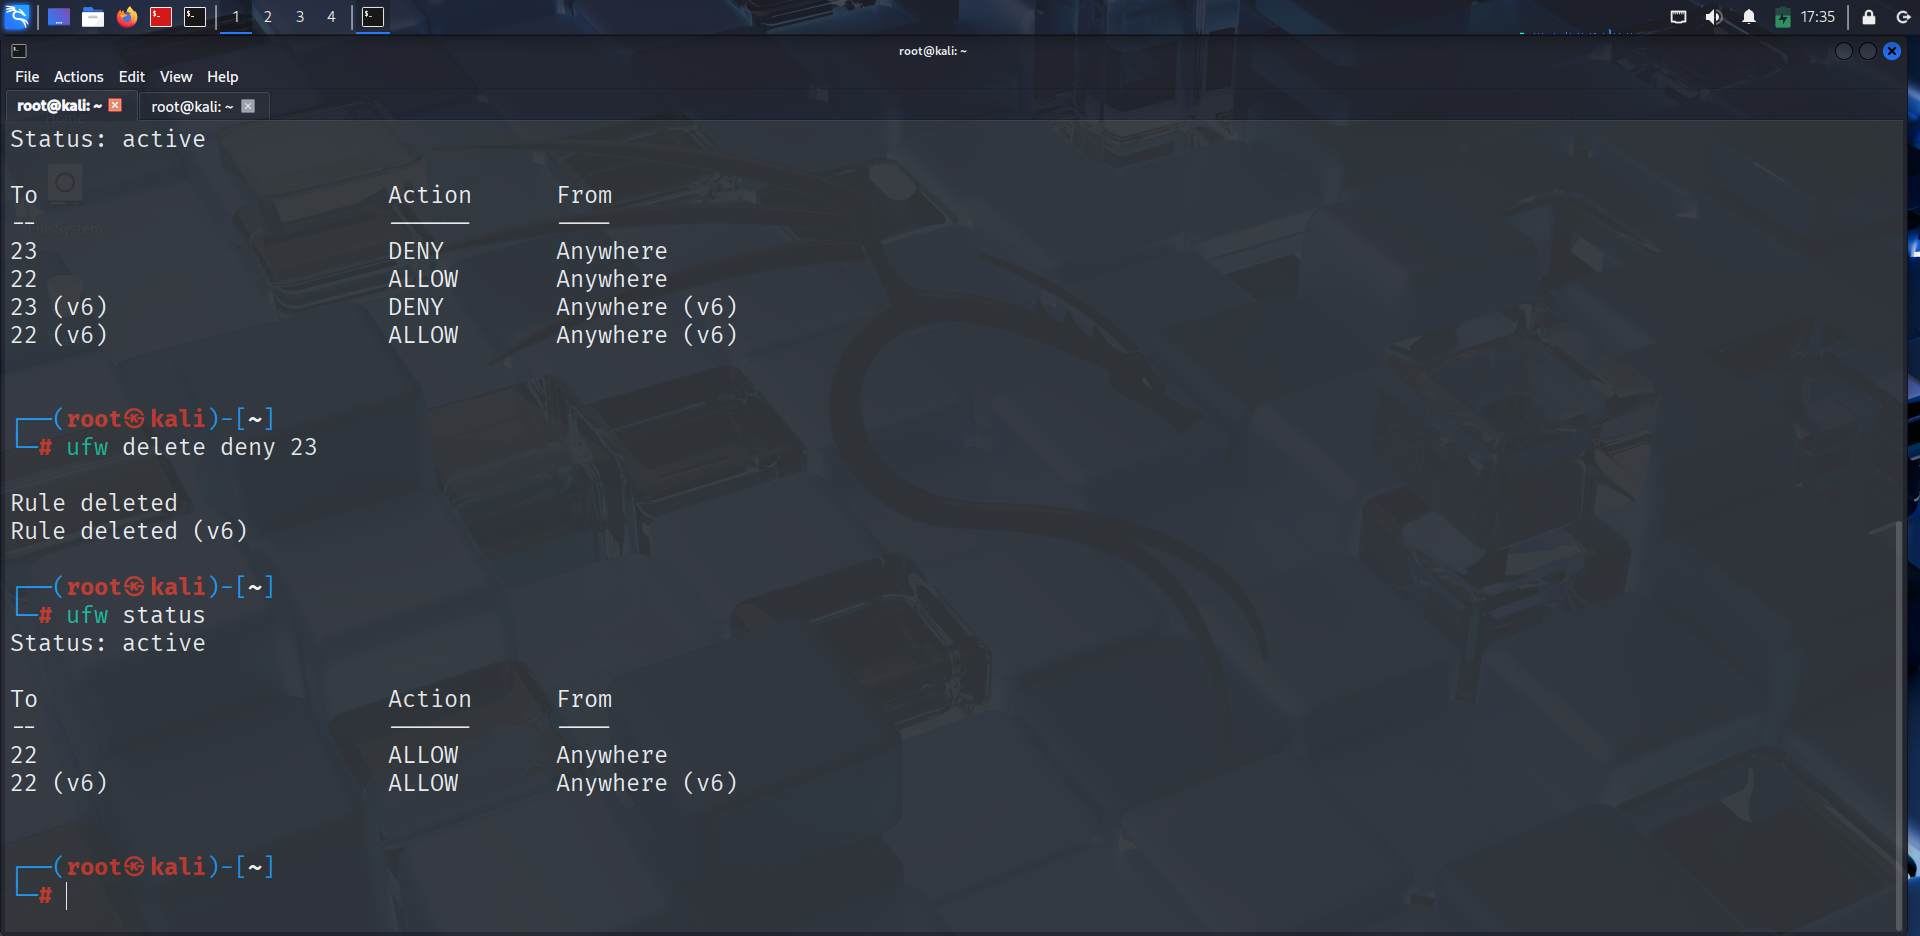 1 2 3 4 17:35
root@kali: ~
File Actions Edit View Help
root@kali: ~ root@kali: ~
Status: active
To Action From
-- ------ ----
23 DENY Anywhere
22 ALLOW Anywhere
23 (v6) DENY Anywhere (v6)
22 (v6) ALLOW Anywhere (v6)
┌──(root㉿kali)-[~]
└─# ufw delete deny 23
Rule deleted
Rule deleted (v6)
┌──(root㉿kali)-[~]
└─# ufw status
Status: active
To Action From
-- ------ ----
22 ALLOW Anywhere
22 (v6) ALLOW Anywhere (v6)
┌──(root㉿kali)-[~]
└─#